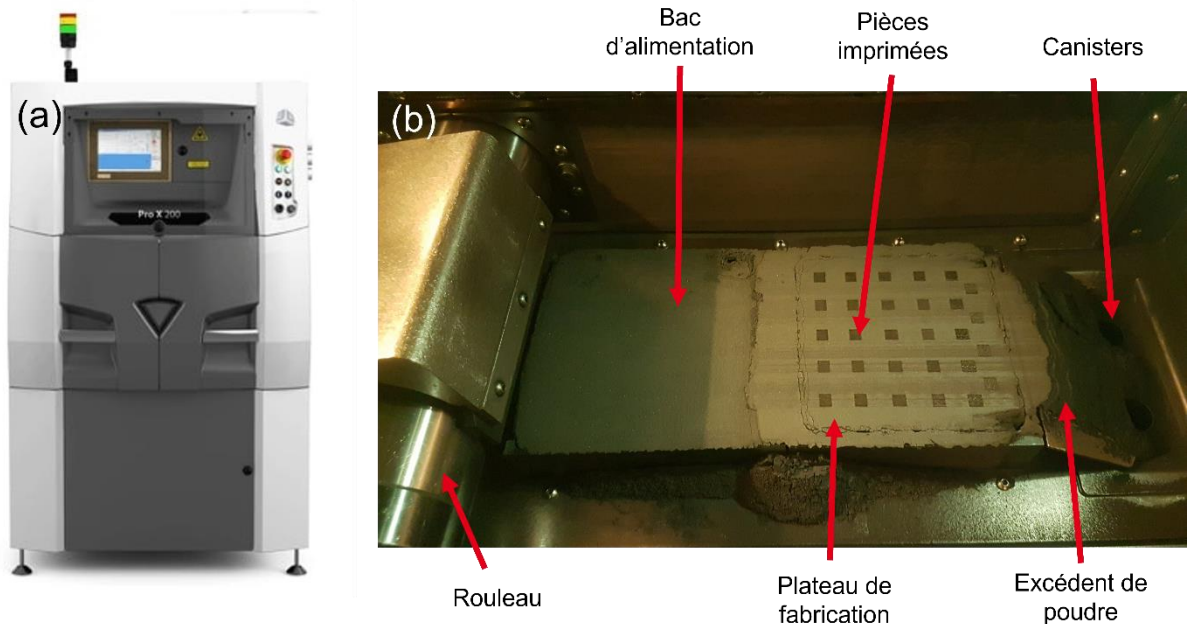 Bac
d'alimentation
Pièces
imprimées
Canisters
(a)
(b)
Pro X 200
Rouleau
Plateau de
fabrication
Excédent de
poudre